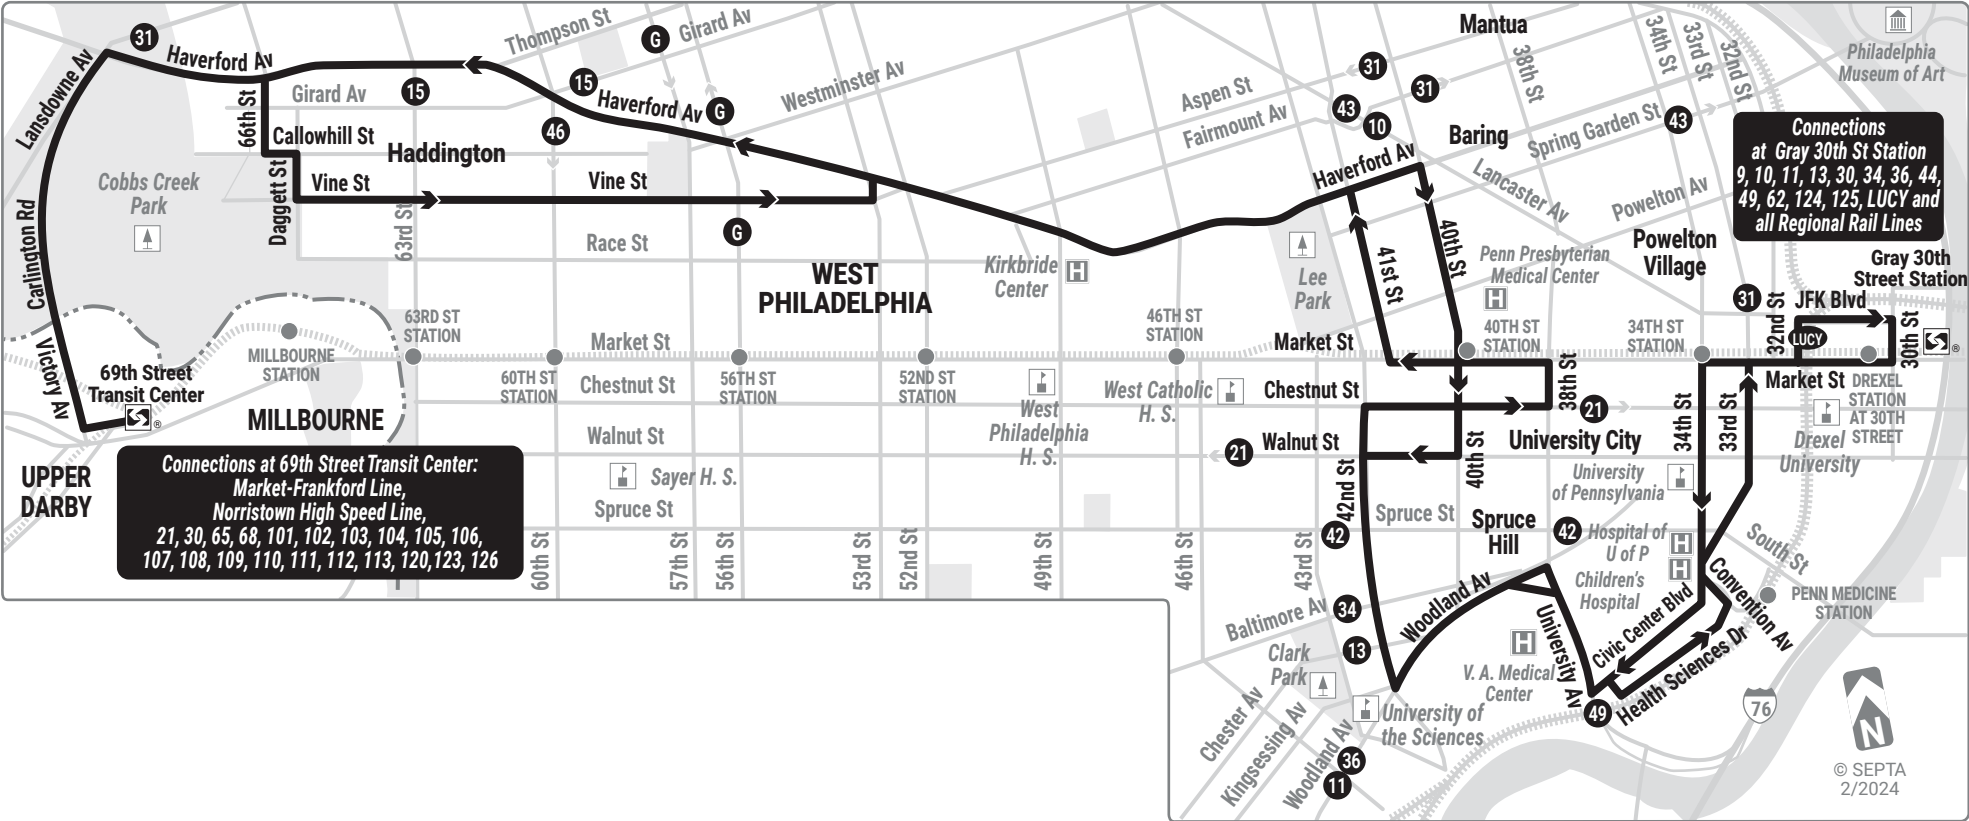 31
Haverford Av
Lansdowne Av
Thompson St
G
Girard Av
15
15
Girard Av
66th St
Callowhill St
Haddington
46
Haverford Av
G
Westminster Av
Cobbs Creek
Park
Daggett St
Vine St
Vine St
Carlington Rd
63rd St
Race St
G
WEST
PHILADELPHIA
Kirkbride
Center
H
Mantua
31
31
43
10
Aspen St
Fairmount Av
38th St
34th St
33rd St
32nd St
Baring
Spring Garden St
43
Philadelphia
Museum of Art
Connections
at Gray 30th St Station
9, 10, 11, 13, 30, 34, 36, 44,
49, 62, 124, 125, LUCY and
all Regional Rail Lines
Haverford Av
Lancaster Av
Powelton Av
40th St
41st St
Lee
Park
Penn Presbyterian
Medical Center
H
Powelton
Village
Gray 30th
Street Station
31
32nd St
JFK Blvd
LUCY
30th St
®
Victory Av
MILLBOURNE
STATION
63RD ST
STATION
Market St
46TH ST
STATION
Market St
40TH ST
STATION
34TH ST
STATION
69th Street
Transit Center
®
60TH ST
STATION
Chestnut St
56TH ST
STATION
52ND ST
STATION
West
Philadelphia
H. S.
West Catholic
H. S.
Chestnut St
38th St
21
Market St
DREXEL
STATION
AT 30TH
STREET
MILLBOURNE
Walnut St
21
Walnut St
University City
34th St
33rd St
Drexel
University
UPPER
DARBY
Connections at 69th Street Transit Center:
Market-Frankford Line,
Norristown High Speed Line,
21, 30, 65, 68, 101, 102, 103, 104, 105, 106,
107, 108, 109, 110, 111, 112, 113, 120,123, 126
Sayer H. S.
Spruce St
60th St
57th St
56th St
53rd St
52nd St
49th St
46th St
43rd St
42nd St
42
40th St
Spruce St
Spruce
Hill
42
University
of Pennsylvania
Hospital of
U of P
H
H
Children's
Hospital
South St
PENN MEDICINE
STATION
Baltimore Av
34
13
Woodland Av
University Av
Civic Center Blvd
Convention Av
Health Sciences Dr
Clark
Park
H
V. A. Medical
Center
49
76
University of
the Sciences
Chester Av
Kingsessing Av
Woodland Av
36
11
N
© SEPTA
2/2024